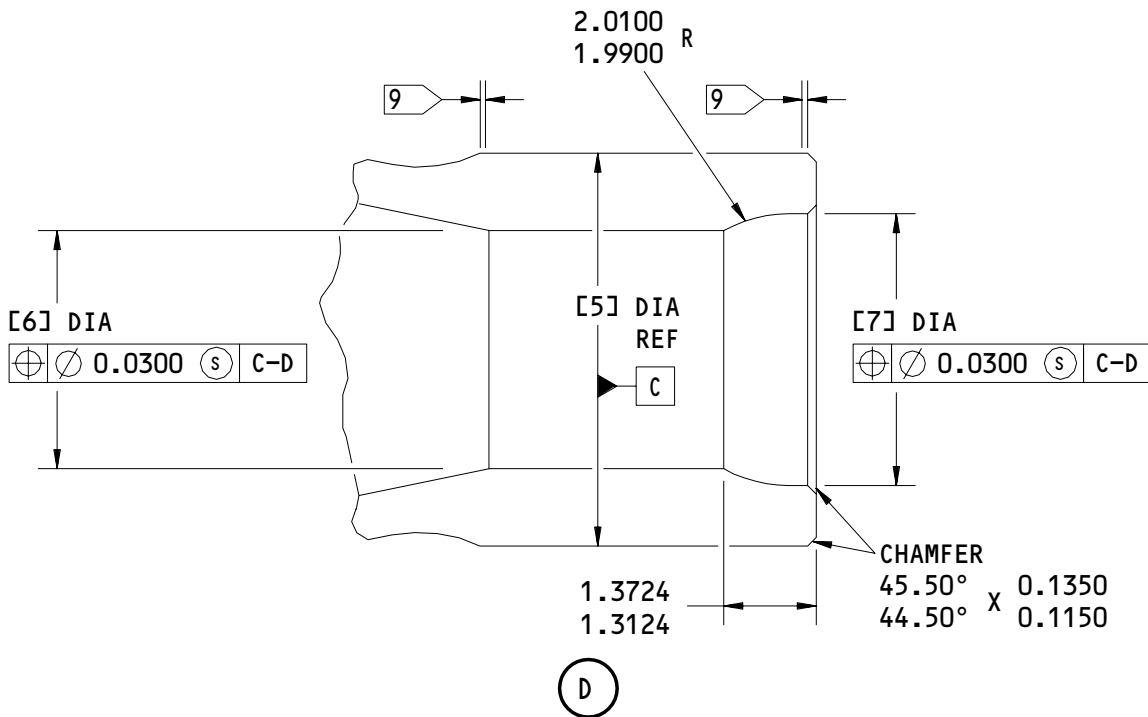 2.0100
1.9900 R
9
9
[5] DIA
REF
C
[6] DIA
⌖ ⌀ 0.0300 Ⓢ C-D
[7] DIA
⌖ ⌀ 0.0300 Ⓢ C-D
1.3724
1.3124
CHAMFER
45.50° X 0.1350
44.50° 0.1150
D